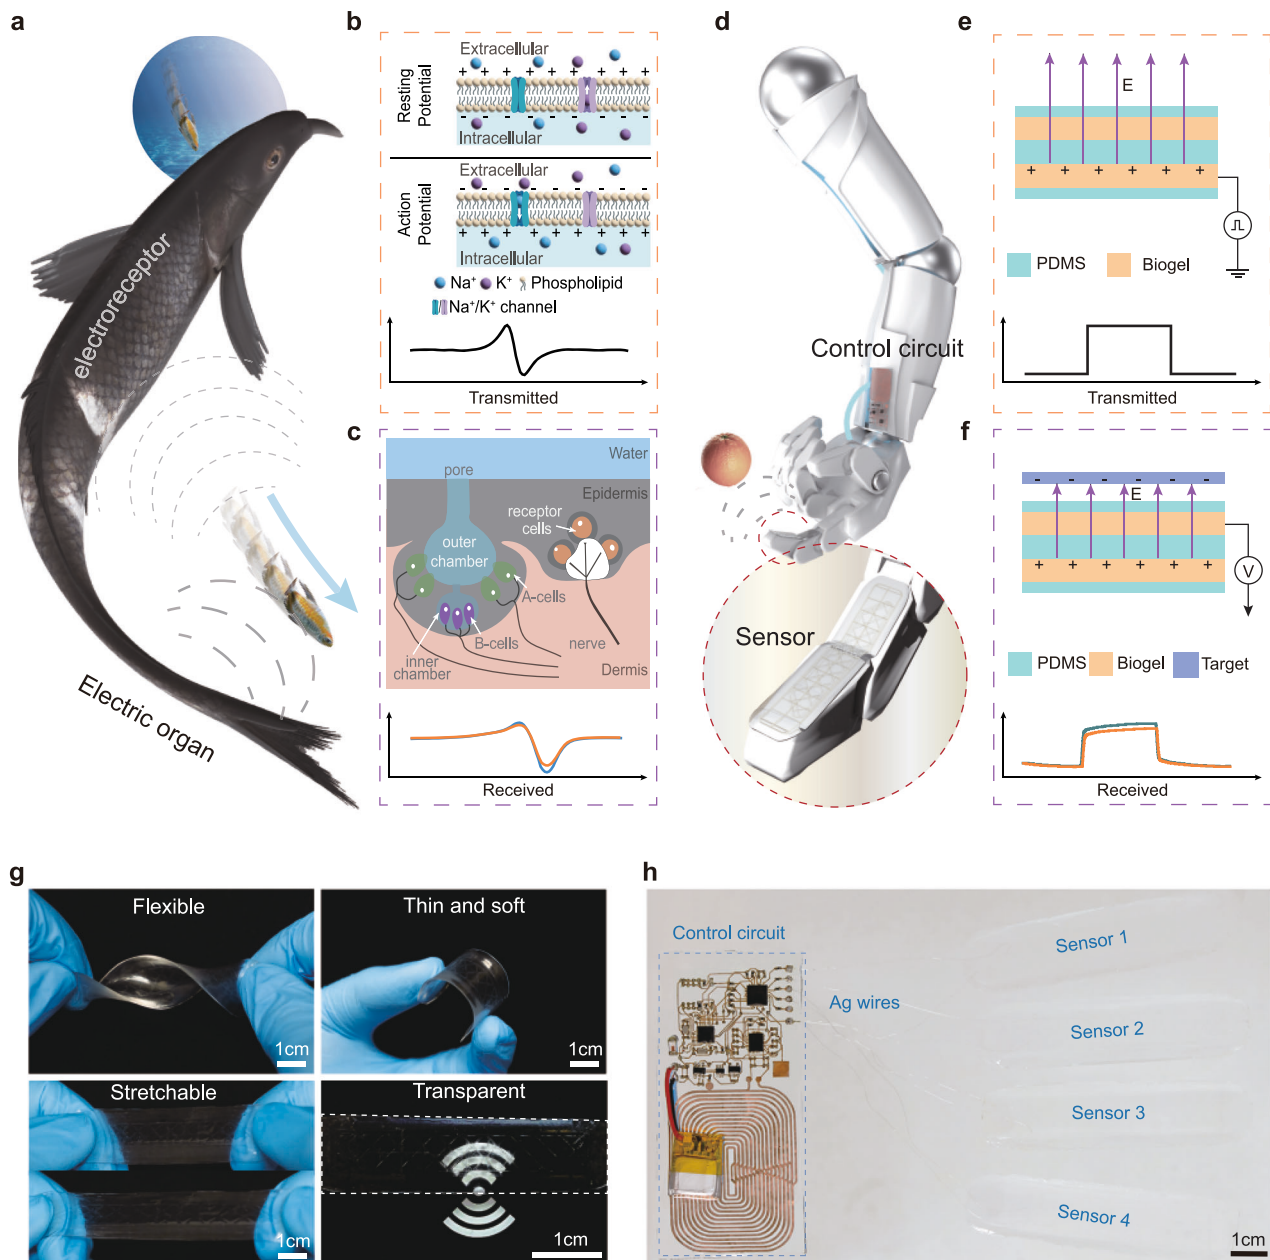 a
electroreceptor
Electric organ
b
Resting
Potential
Extracellular
+ + + + + + + + +
- - - - - - -
Intracellular
Action
Potential
Extracellular
- - - - - - - -
+ + + + + + + +
Intracellular
Na⁺ K⁺ Phospholipid
/ Na⁺/K⁺ channel
Transmitted
c
Water
pore
Epidermis
receptor
cells
outer
chamber
A-cells
B-cells
inner
chamber
nerve
Dermis
Received
d
Control circuit
Sensor
e
E
+ + + + + +
PDMS Biogel
Transmitted
f
- - - - - -
E
+ + + + + +
V
PDMS Biogel Target
Received
g
Flexible
1cm
Thin and soft
1cm
Stretchable
1cm
Transparent
1cm
h
Control circuit
Ag wires
Sensor 1
Sensor 2
Sensor 3
Sensor 4
1cm